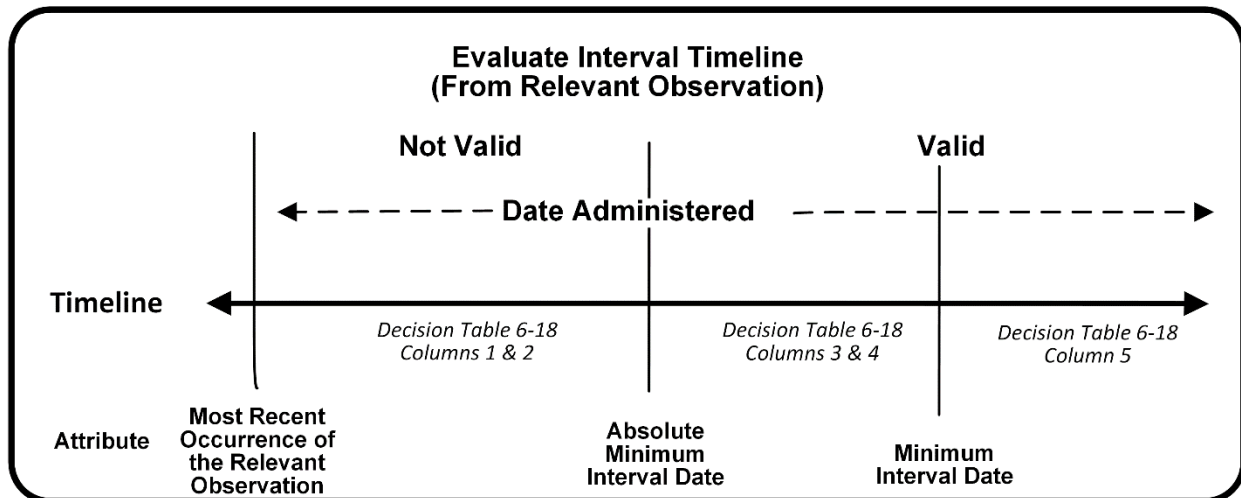 Evaluate Interval Timeline
(From Relevant Observation)
Not Valid
Valid
Date Administered
Timeline
Decision Table 6-18
Columns 1 & 2
Decision Table 6-18
Columns 3 & 4
Decision Table 6-18
Column 5
Attribute
Most Recent
Occurrence of
the Relevant
Observation
Absolute
Minimum
Interval Date
Minimum
Interval Date